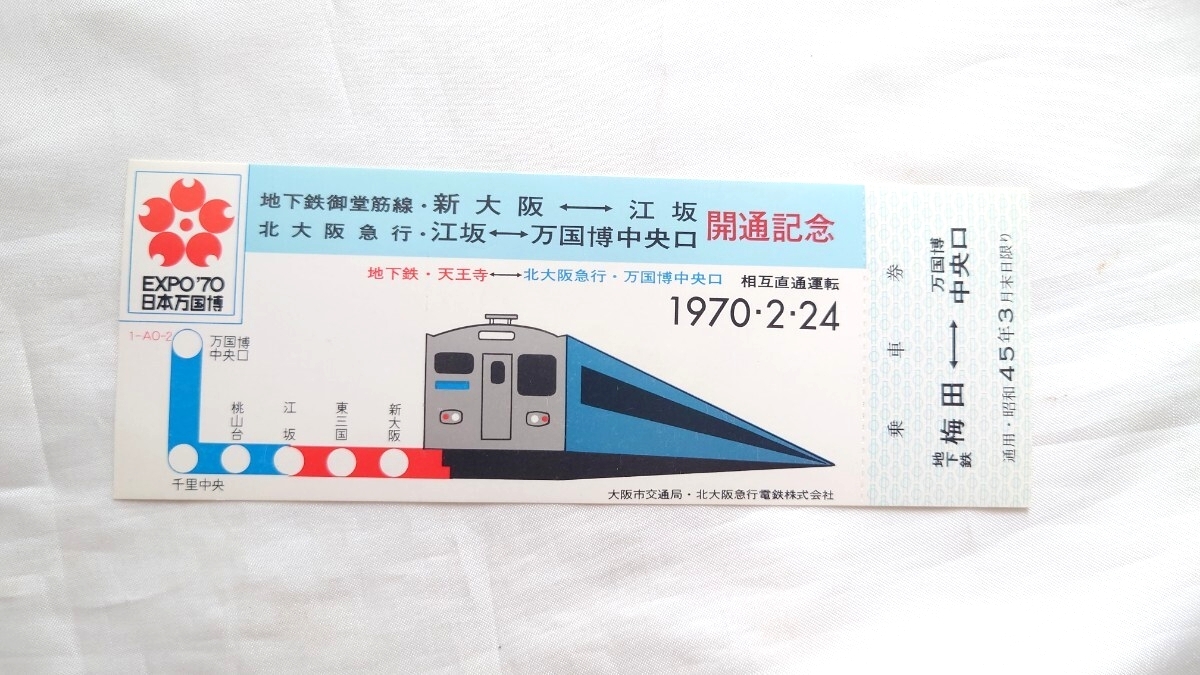 EXPO'70
日本万国博
地下鉄御堂筋線・新大阪⟷江坂
北大阪急行・江坂⟷万国博中央口
開通記念
地下鉄・天王寺⟷北大阪急行・万国博中央口 相互直通運転
1970・2・24
1-AO-2
万国博
中央口
千里中央
桃山台
江坂
東三国
新大阪
大阪市交通局・北大阪急行電鉄株式会社
乗車券
地下鉄 梅田⟷万国博中央口
通用・昭和45年3月末日限り